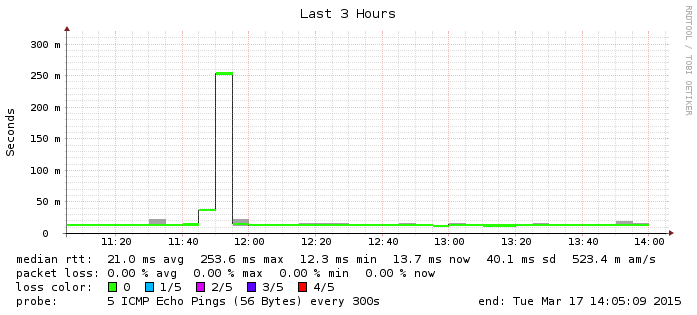 Last 3 Hours
RRDTOOL / TOBI OETIKER
Seconds
300 m
250 m
200 m
150 m
100 m
50 m
0
11:20 11:40 12:00 12:20 12:40 13:00 13:20 13:40 14:00
median rtt: 21.0 ms avg 253.6 ms max 12.3 ms min 13.7 ms now 40.1 ms sd 523.4 m am/s
packet loss: 0.00 % avg 0.00 % max 0.00 % min 0.00 % now
loss color: 0 1/5 2/5 3/5 4/5
probe: 5 ICMP Echo Pings (56 Bytes) every 300s end: Tue Mar 17 14:05:09 2015